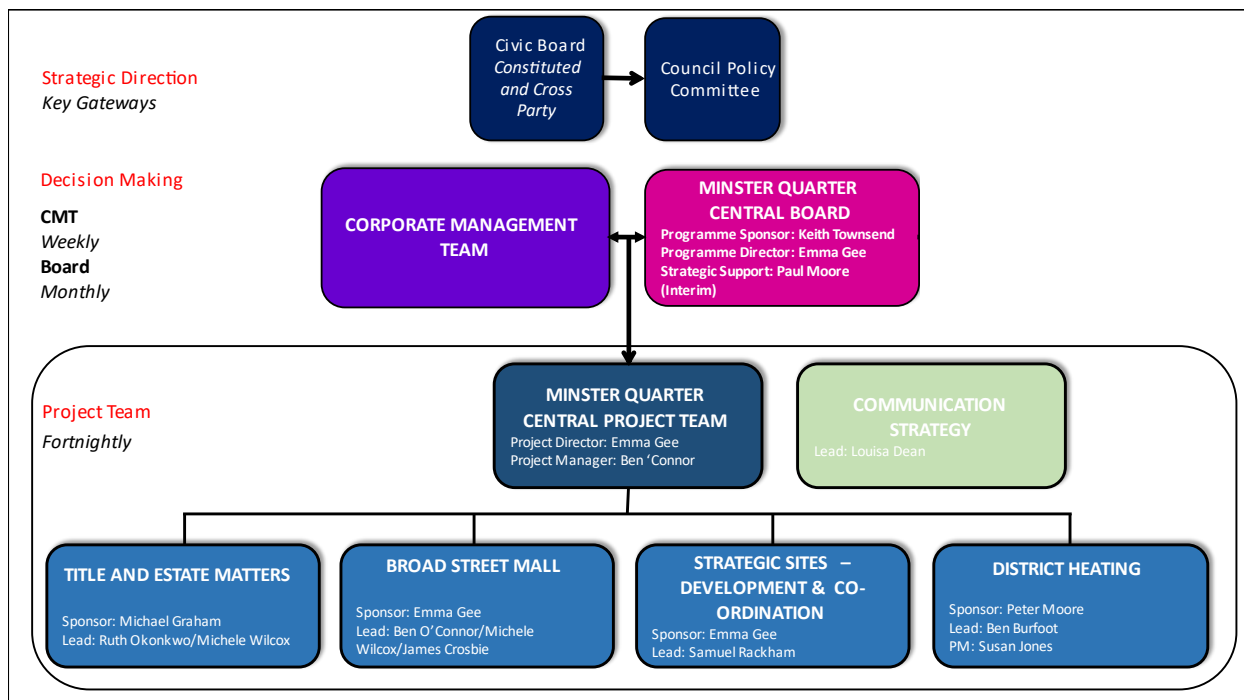 Strategic Direction
Key Gateways
Civic Board
Constituted
and Cross
Party
Council Policy
Committee
Decision Making
CMT
Weekly
Board
Monthly
CORPORATE MANAGEMENT
TEAM
MINSTER QUARTER
CENTRAL BOARD
Programme Sponsor: Keith Townsend
Programme Director: Emma Gee
Strategic Support: Paul Moore
(Interim)
Project Team
Fortnightly
MINSTER QUARTER
CENTRAL PROJECT TEAM
Project Director: Emma Gee
Project Manager: Ben ‘Connor
COMMUNICATION
STRATEGY
Lead: Louisa Dean
TITLE AND ESTATE MATTERS
Sponsor: Michael Graham
Lead: Ruth Okonkwo/Michele Wilcox
BROAD STREET MALL
Sponsor: Emma Gee
Lead: Ben O’Connor/Michele
Wilcox/James Crosbie
STRATEGIC SITES –
DEVELOPMENT & CO-
ORDINATION
Sponsor: Emma Gee
Lead: Samuel Rackham
DISTRICT HEATING
Sponsor: Peter Moore
Lead: Ben Burfoot
PM: Susan Jones